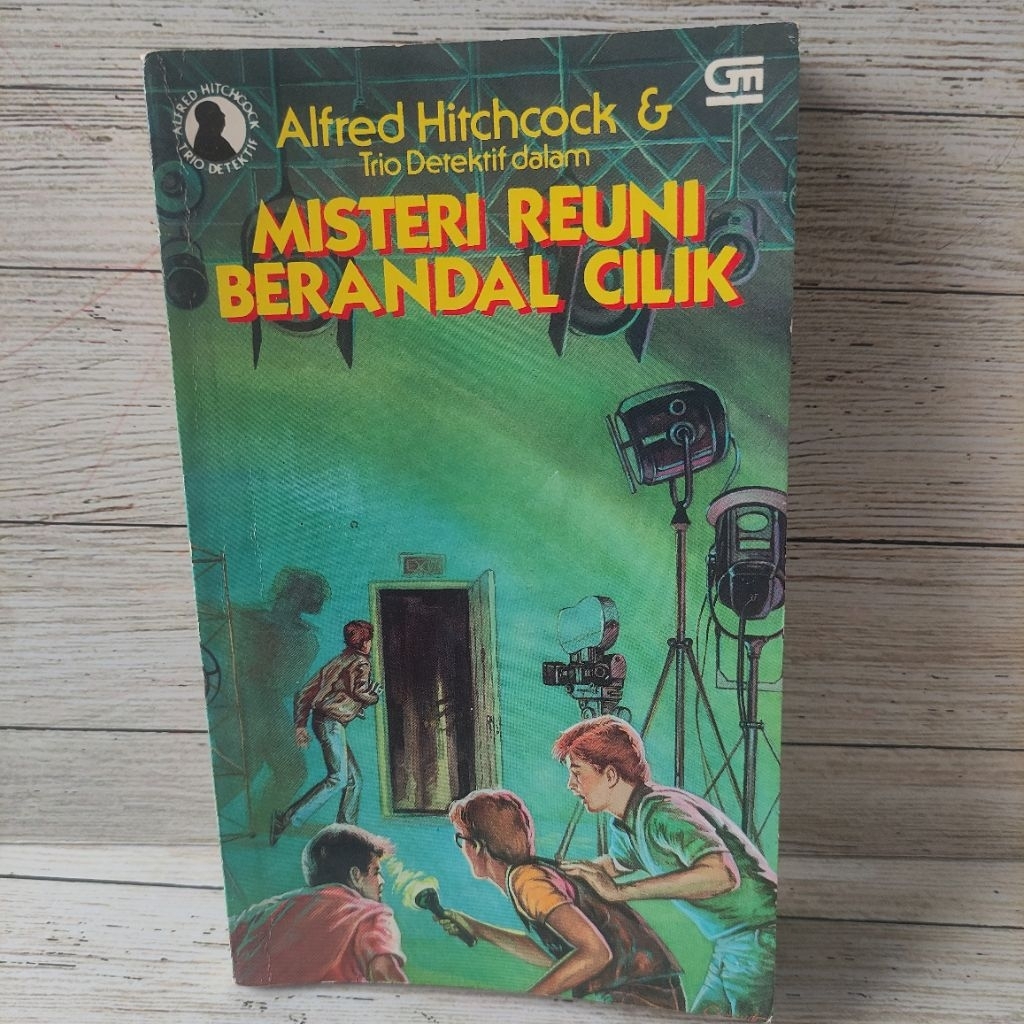 ALFRED HITCHCOCK
TRIO DETEKTIF
GM
Alfred Hitchcock &
Trio Detektif dalam
MISTERI REUNI
BERANDAL CILIK
EXIT